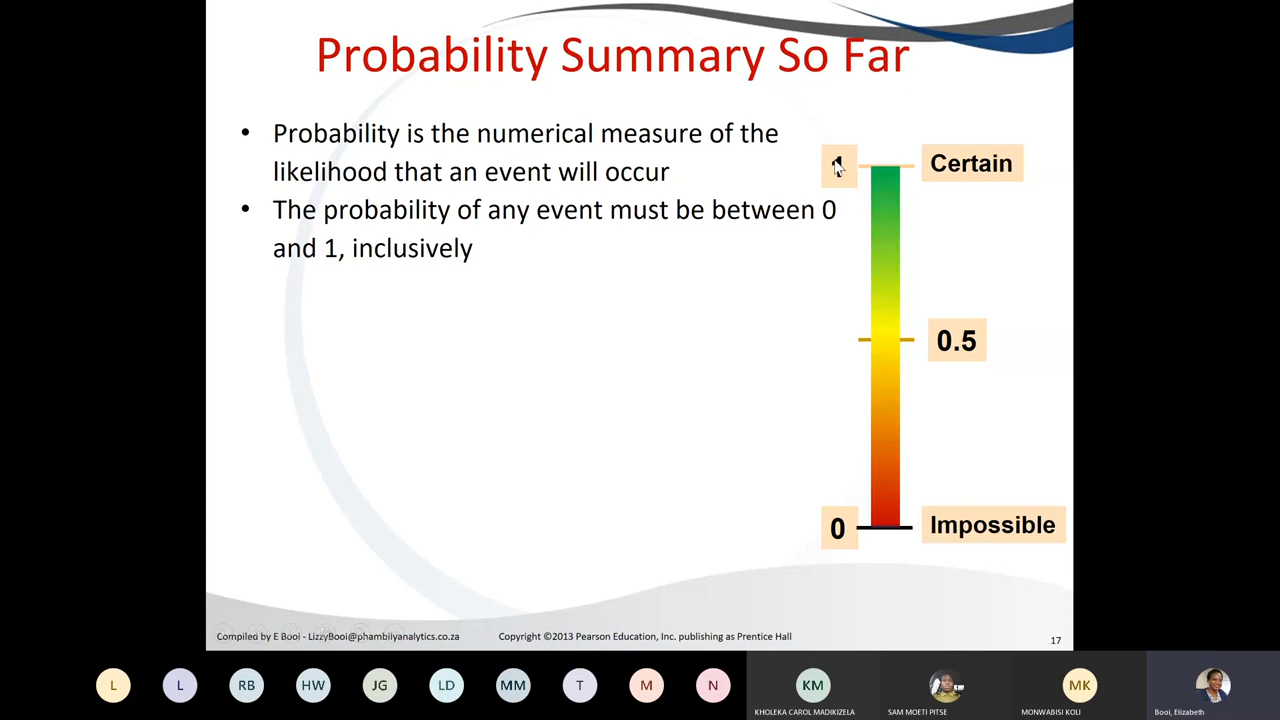 Probability Summary So Far
• Probability is the numerical measure of the
likelihood that an event will occur
• The probability of any event must be between 0
and 1, inclusively
1
Certain
0.5
0
Impossible
Compiled by E Booi - LizzyBooi@phambilyanalytics.co.za
Copyright ©2013 Pearson Education, Inc. publishing as Prentice Hall
17
L
L
RB
HW
JG
LD
MM
T
M
N
KM
MK
KHOLEKA CAROL MADIKIZELA
SAM MOETI PITSE
MONWABISI KOLI
Booi, Elizabeth